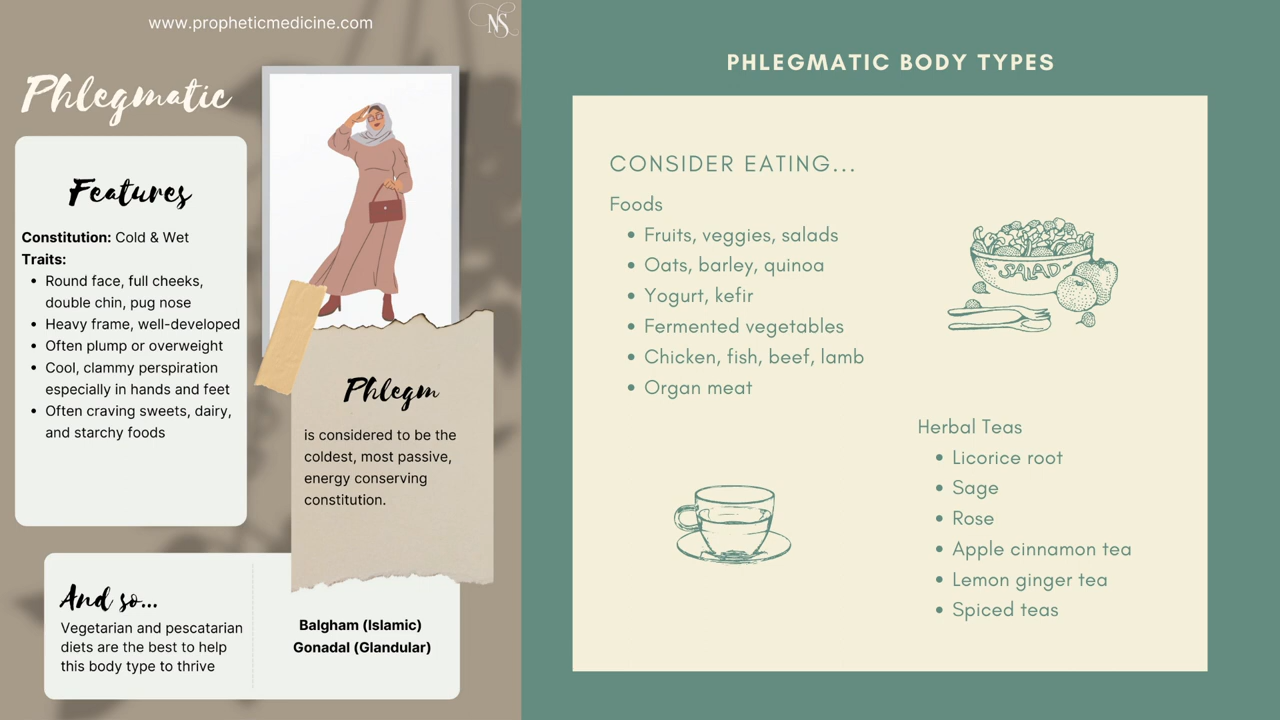 www.propheticmedicine.com
NS
Phlegmatic
Features
Constitution: Cold & Wet
Traits:
• Round face, full cheeks,
double chin, pug nose
• Heavy frame, well-developed
• Often plump or overweight
• Cool, clammy perspiration
especially in hands and feet
• Often craving sweets, dairy,
and starchy foods
Phlegm
is considered to be the
coldest, most passive,
energy conserving
constitution.
And so...
Vegetarian and pescatarian
diets are the best to help
this body type to thrive
Balgham (Islamic)
Gonadal (Glandular)
PHLEGMATIC BODY TYPES
CONSIDER EATING...
Foods
• Fruits, veggies, salads
• Oats, barley, quinoa
• Yogurt, kefir
• Fermented vegetables
• Chicken, fish, beef, lamb
• Organ meat
SALAD
Herbal Teas
• Licorice root
• Sage
• Rose
• Apple cinnamon tea
• Lemon ginger tea
• Spiced teas